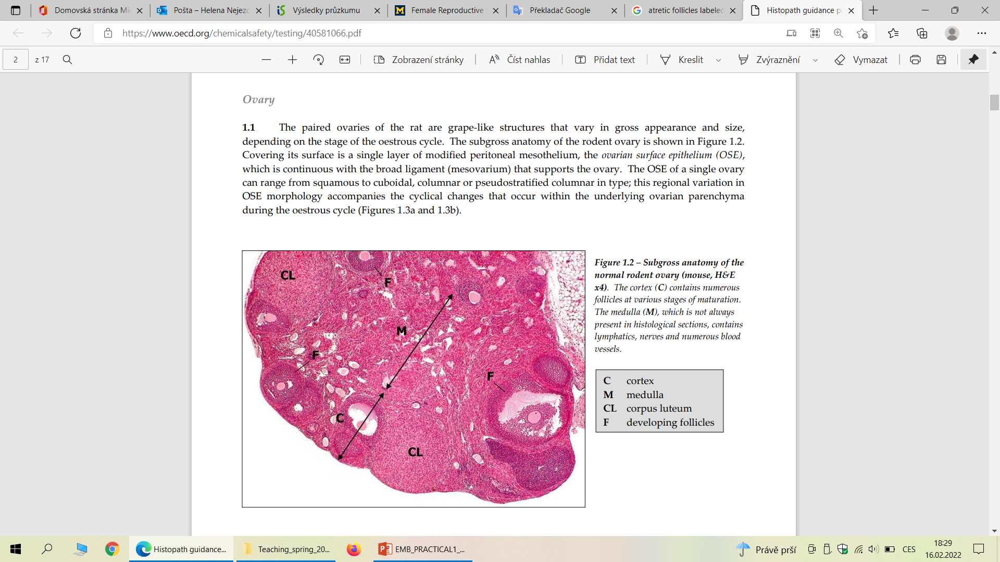 Domovská stránka Mi
Pošta – Helena Nejezc
Výsledky průzkumu
Female Reproductive S
Překladač Google
atretic follicles labeled
Histopath guidance p
https://www.oecd.org/chemicalsafety/testing/40581066.pdf
2 z 17
Zobrazení stránky
Číst nahlas
Přidat text
Kreslit
Zvýraznění
Vymazat
Ovary
1.1 The paired ovaries of the rat are grape-like structures that vary in gross appearance and size,
depending on the stage of the oestrous cycle. The subgross anatomy of the rodent ovary is shown in Figure 1.2.
Covering its surface is a single layer of modified peritoneal mesothelium, the ovarian surface epithelium (OSE),
which is continuous with the broad ligament (mesovarium) that supports the ovary. The OSE of a single ovary
can range from squamous to cuboidal, columnar or pseudostratified columnar in type; this regional variation in
OSE morphology accompanies the cyclical changes that occur within the underlying ovarian parenchyma
during the oestrous cycle (Figures 1.3a and 1.3b).
CL
F
M
F
F
C
CL
Figure 1.2 – Subgross anatomy of the
normal rodent ovary (mouse, H&E
x4). The cortex (C) contains numerous
follicles at various stages of maturation.
The medulla (M), which is not always
present in histological sections, contains
lymphatics, nerves and numerous blood
vessels.
C cortex
M medulla
CL corpus luteum
F developing follicles
Histopath guidance...
Teaching_spring_20...
EMB_PRACTICAL1_...
Právě prší
CES
18:29
16.02.2022